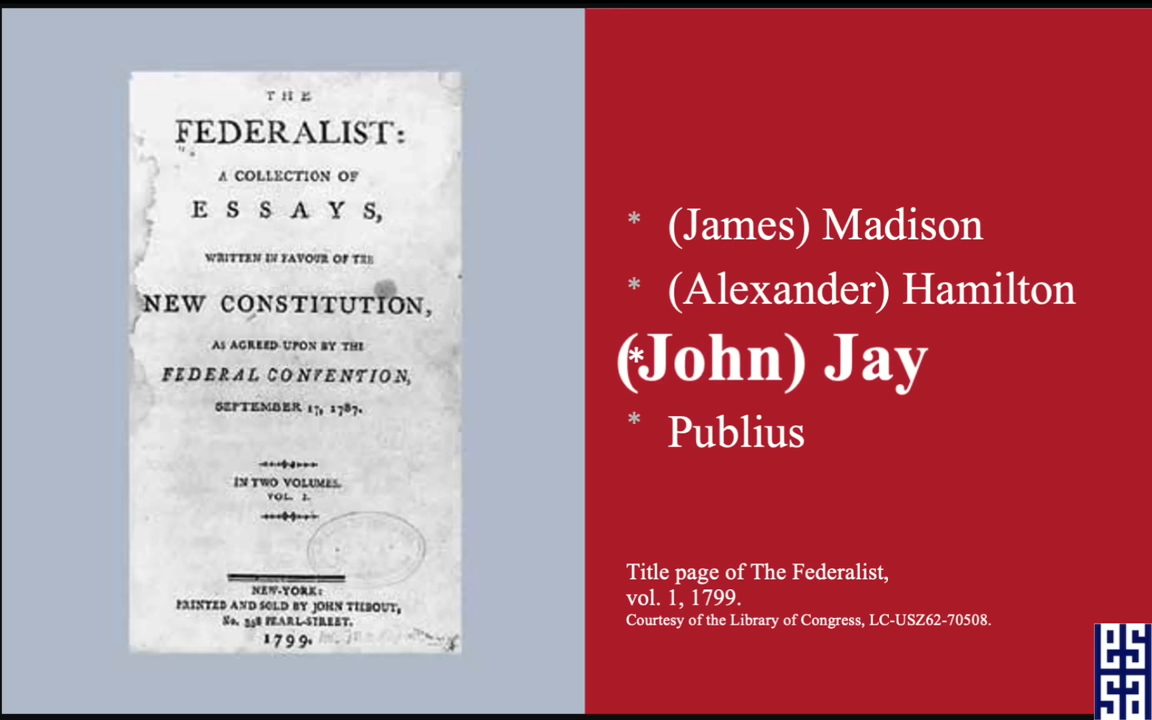 THE
FEDERALIST:
A COLLECTION OF
ESSAYS,
WRITTEN IN FAVOUR OF THE
NEW CONSTITUTION,
AS AGREED UPON BY THE
FEDERAL CONVENTION,
SEPTEMBER 17, 1787.
IN TWO VOLUMES.
VOL. I.
NEW-YORK:
PRINTED AND SOLD BY JOHN TIEBOUT,
No. 358 PEARL-STREET.
1799.
* (James) Madison
* (Alexander) Hamilton
* (John) Jay
* Publius
Title page of The Federalist,
vol. 1, 1799.
Courtesy of the Library of Congress, LC-USZ62-70508.
essa